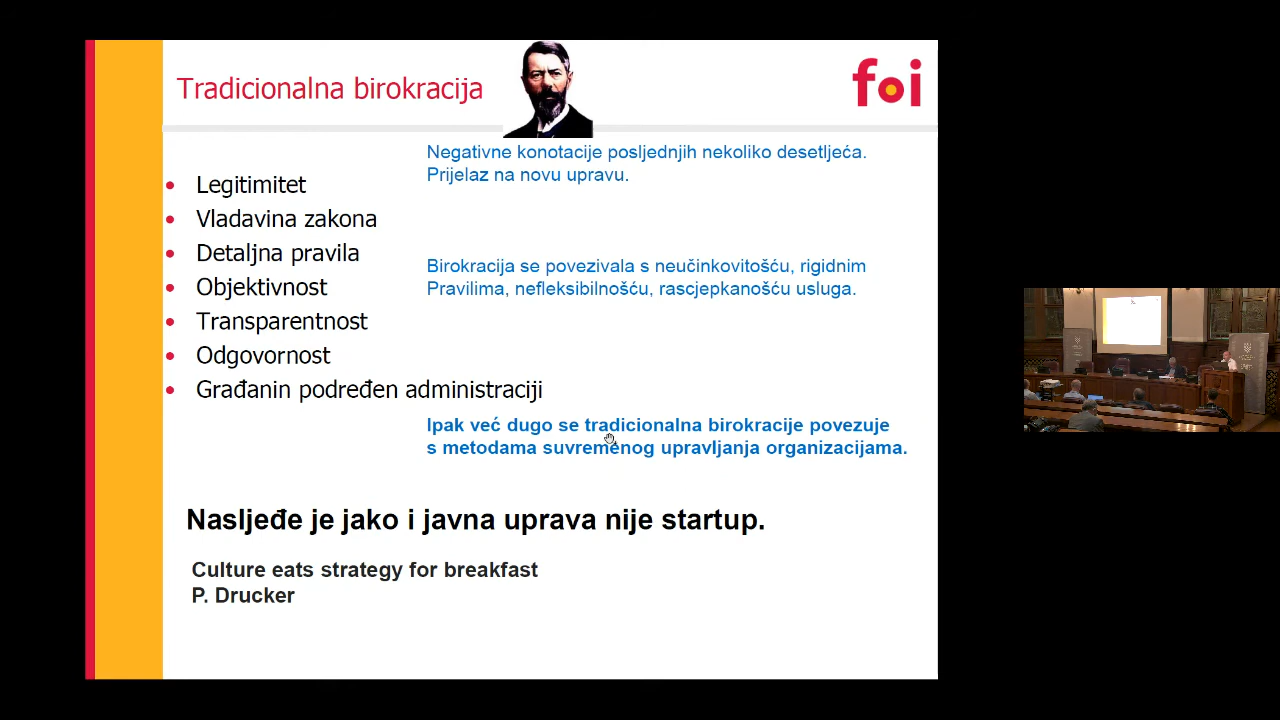 Tradicionalna birokracija
foi
Negativne konotacije posljednjih nekoliko desetljeća.
Prijelaz na novu upravu.
Legitimitet
Vladavina zakona
Detaljna pravila
Objektivnost
Transparentnost
Odgovornost
Građanin podređen administraciji
Birokracija se povezivala s neučinkovitošću, rigidnim
Pravilima, nefleksibilnošću, rascjepkanošću usluga.
Ipak već dugo se tradicionalna birokracije povezuje
s metodama suvremenog upravljanja organizacijama.
Nasljeđe je jako i javna uprava nije startup.
Culture eats strategy for breakfast
P. Drucker